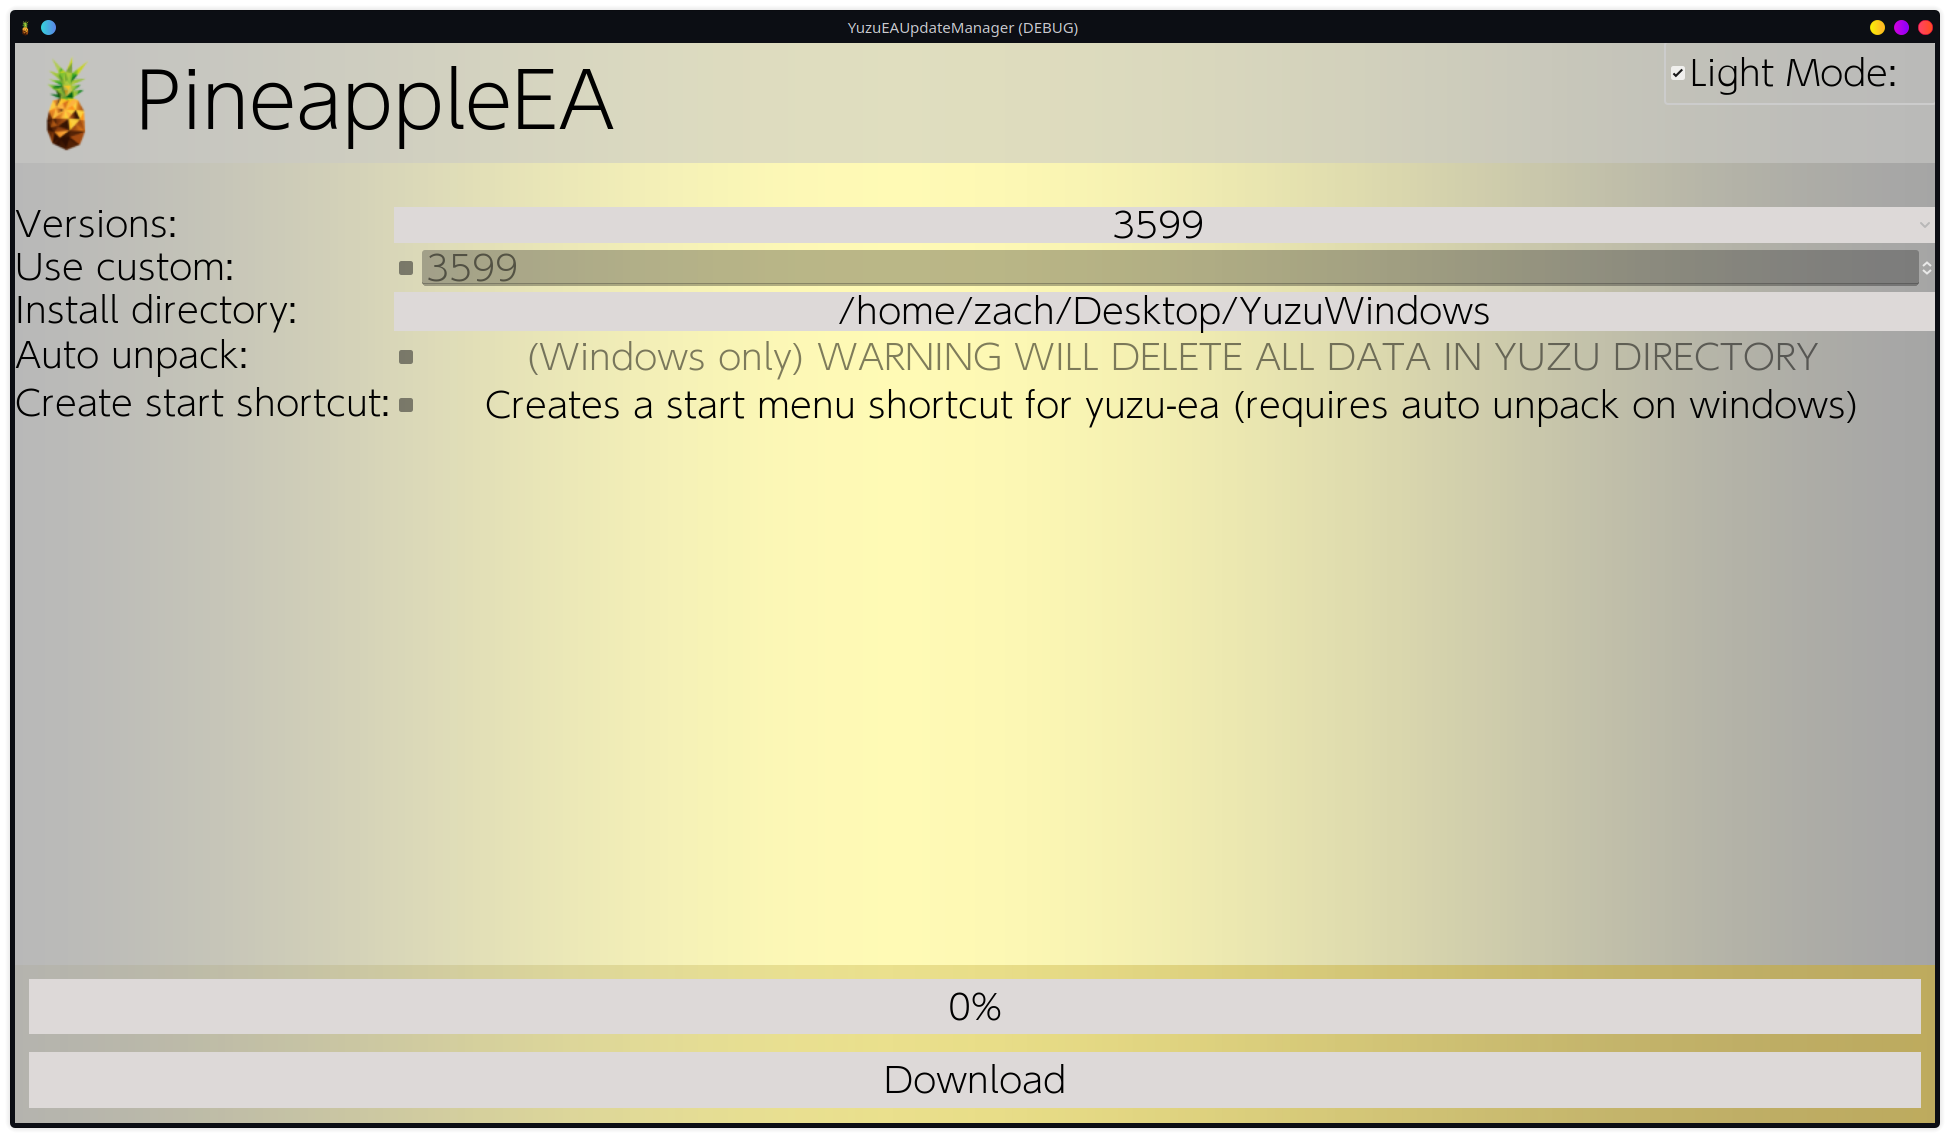 YuzuEAUpdateManager (DEBUG)
PineappleEA
Light Mode:
Versions: 3599
Use custom: 3599
Install directory: /home/zach/Desktop/YuzuWindows
Auto unpack: (Windows only) WARNING WILL DELETE ALL DATA IN YUZU DIRECTORY
Create start shortcut: Creates a start menu shortcut for yuzu-ea (requires auto unpack on windows)
0%
Download